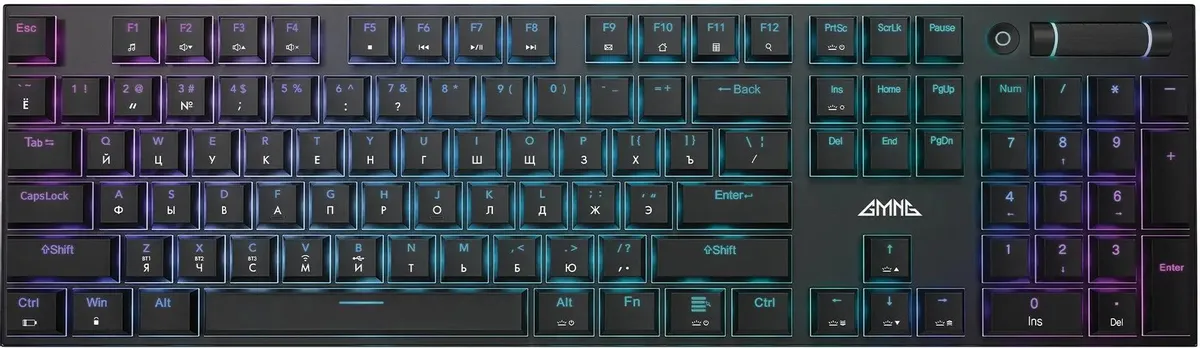 Esc F1 F2 F3 F4 F5 F6 F7 F8 F9 F10 F11 F12 PrtSc ScrLk Pause
` ~ Ё 1 ! 2 @ " 3 # № 4 $ ; 5 % 6 ^ : 7 & ? 8 * 9 ( 0 ) - _ = + ←Back Ins Home PgUp Num / * −
Tab Q Й W Ц E У R К T Е Y Н U Г I Ш O Щ P З [ { Х ] } Ъ \ ¦ / Del End PgDn 7 8 ↑ 9 +
CapsLock A Ф S Ы D В F А G П H Р J О K Л L Д ; : Ж ' " Э Enter↵ GMNG 4 ← 5 6 →
⇧Shift Z BT1 Я X BT2 Ч C BT3 С V М B И N Т M Ь , < Б . > Ю / ? , . ⇧Shift ↑ 1 2 ↓ 3 Enter
Ctrl Win Alt Alt Fn Ctrl ← ↓ → 0 Ins . Del